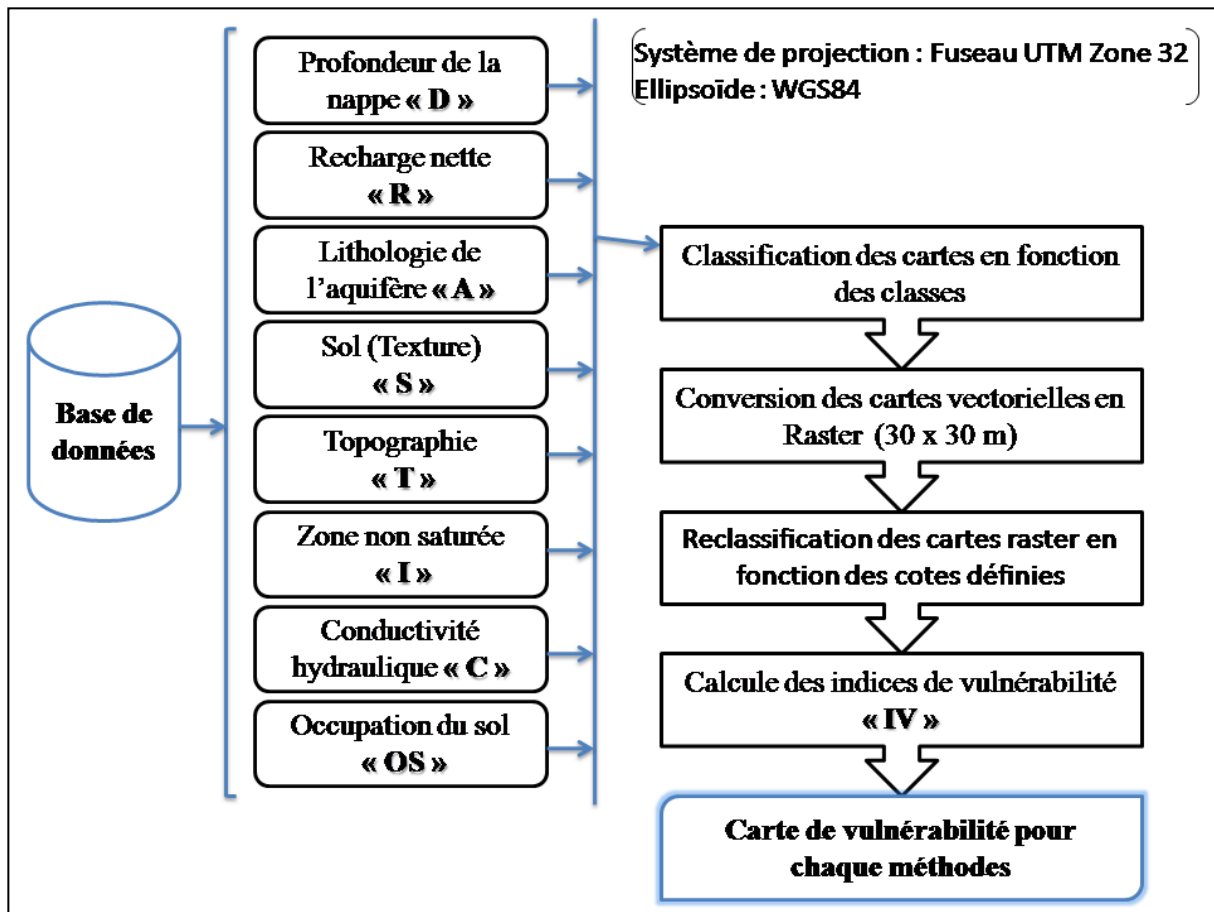 Base de
données
Profondeur de la
nappe « D »
Recharge nette
« R »
Lithologie de
l’aquifère « A »
Sol (Texture)
« S »
Topographie
« T »
Zone non saturée
« I »
Conductivité
hydraulique « C »
Occupation du sol
« OS »
Système de projection : Fuseau UTM Zone 32
Ellipsoïde : WGS84
Classification des cartes en fonction
des classes
Conversion des cartes vectorielles en
Raster (30 x 30 m)
Reclassification des cartes raster en
fonction des cotes définies
Calcule des indices de vulnérabilité
« IV »
Carte de vulnérabilité pour
chaque méthodes